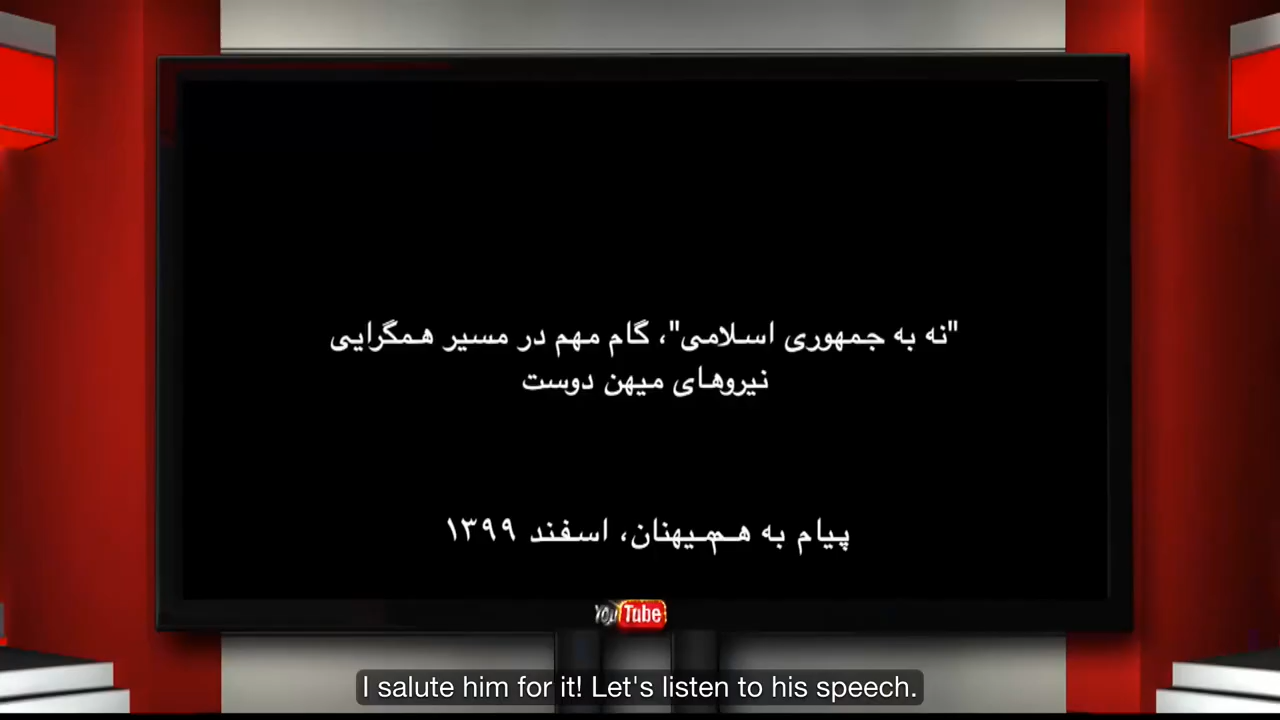 "نه به جمهوری اسلامی"، گام مهم در مسیر همگرایی
نیروهای میهن دوست
پیام به هم‌میهنان، اسفند ۱۳۹۹
YouTube
I salute him for it! Let's listen to his speech.